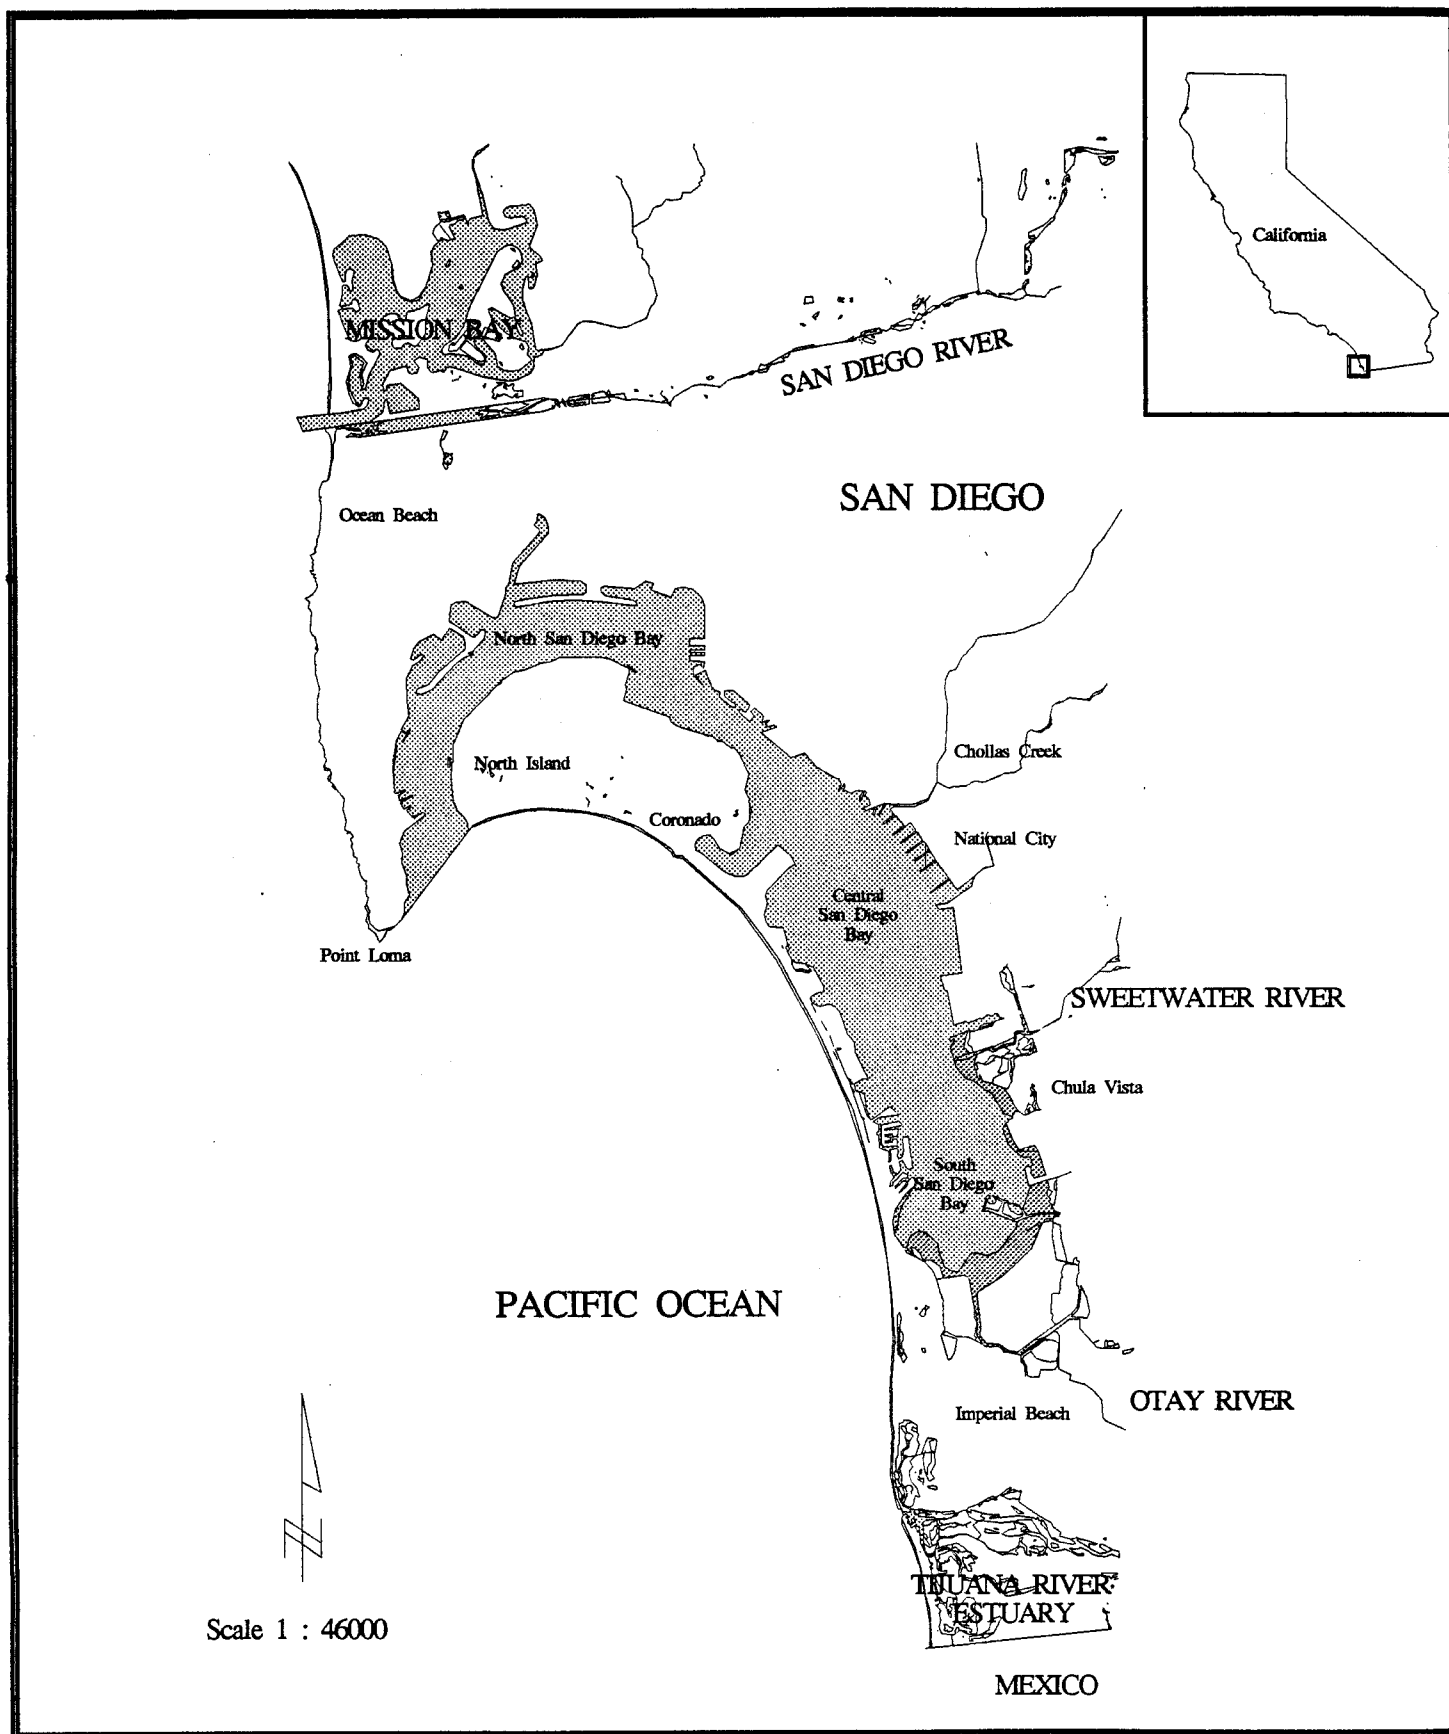 California
MISSION BAY
SAN DIEGO RIVER
SAN DIEGO
Ocean Beach
North San Diego Bay
North Island
Chollas Creek
Coronado
National City
Central
San Diego
Bay
Point Loma
SWEETWATER RIVER
Chula Vista
South
San Diego
Bay
PACIFIC OCEAN
OTAY RIVER
Imperial Beach
N
TIJUANA RIVER
ESTUARY
Scale 1 : 46000
MEXICO